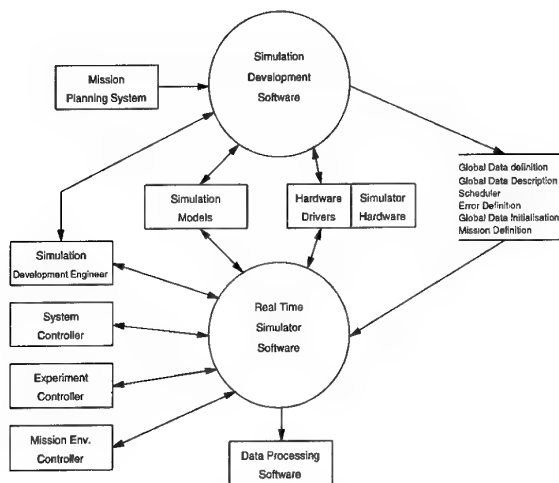 Simulation
Development
Software
Mission
Planning System
Simulation
Models
Hardware
Drivers
Simulator
Hardware
Global Data definition
Global Data Description
Scheduler
Error Definition
Global Data Initialisation
Mission Definition
Simulation
Development Engineer
System
Controller
Experiment
Controller
Mission Env.
Controller
Real Time
Simulator
Software
Data Processing
Software